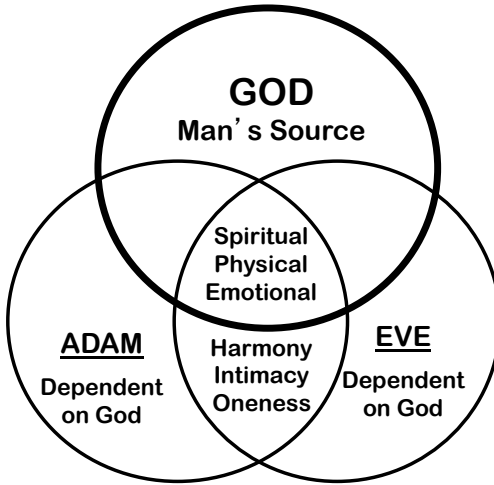 GOD
Man's Source
Spiritual
Physical
Emotional
ADAM
Dependent
on God
Harmony
Intimacy
Oneness
EVE
Dependent
on God